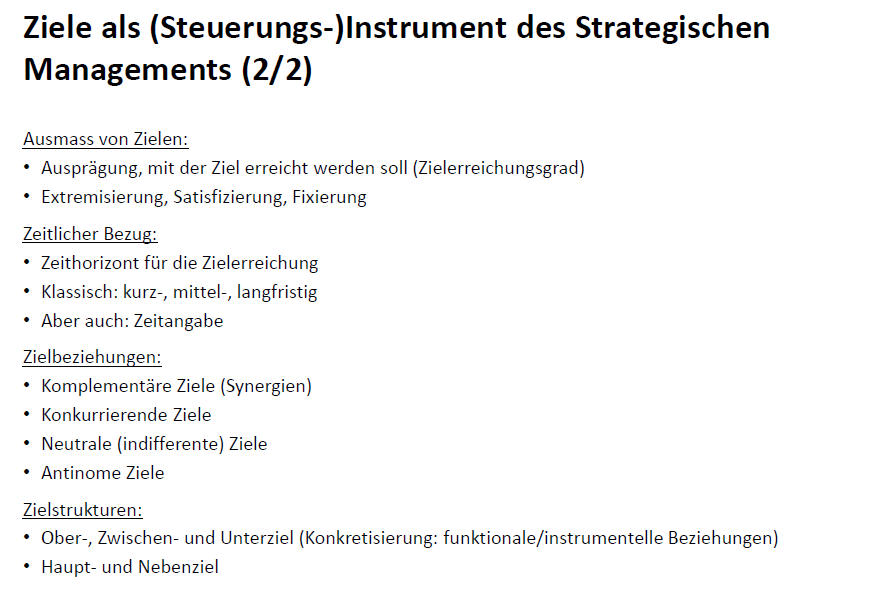 Ziele als (Steuerungs-)Instrument des Strategischen
Managements (2/2)
Ausmass von Zielen:
• Ausprägung, mit der Ziel erreicht werden soll (Zielerreichungsgrad)
• Extremisierung, Satisfizierung, Fixierung
Zeitlicher Bezug:
• Zeithorizont für die Zielerreichung
• Klassisch: kurz-, mittel-, langfristig
• Aber auch: Zeitangabe
Zielbeziehungen:
• Komplementäre Ziele (Synergien)
• Konkurrierende Ziele
• Neutrale (indifferente) Ziele
• Antinome Ziele
Zielstrukturen:
• Ober-, Zwischen- und Unterziel (Konkretisierung: funktionale/instrumentelle Beziehungen)
• Haupt- und Nebenziel